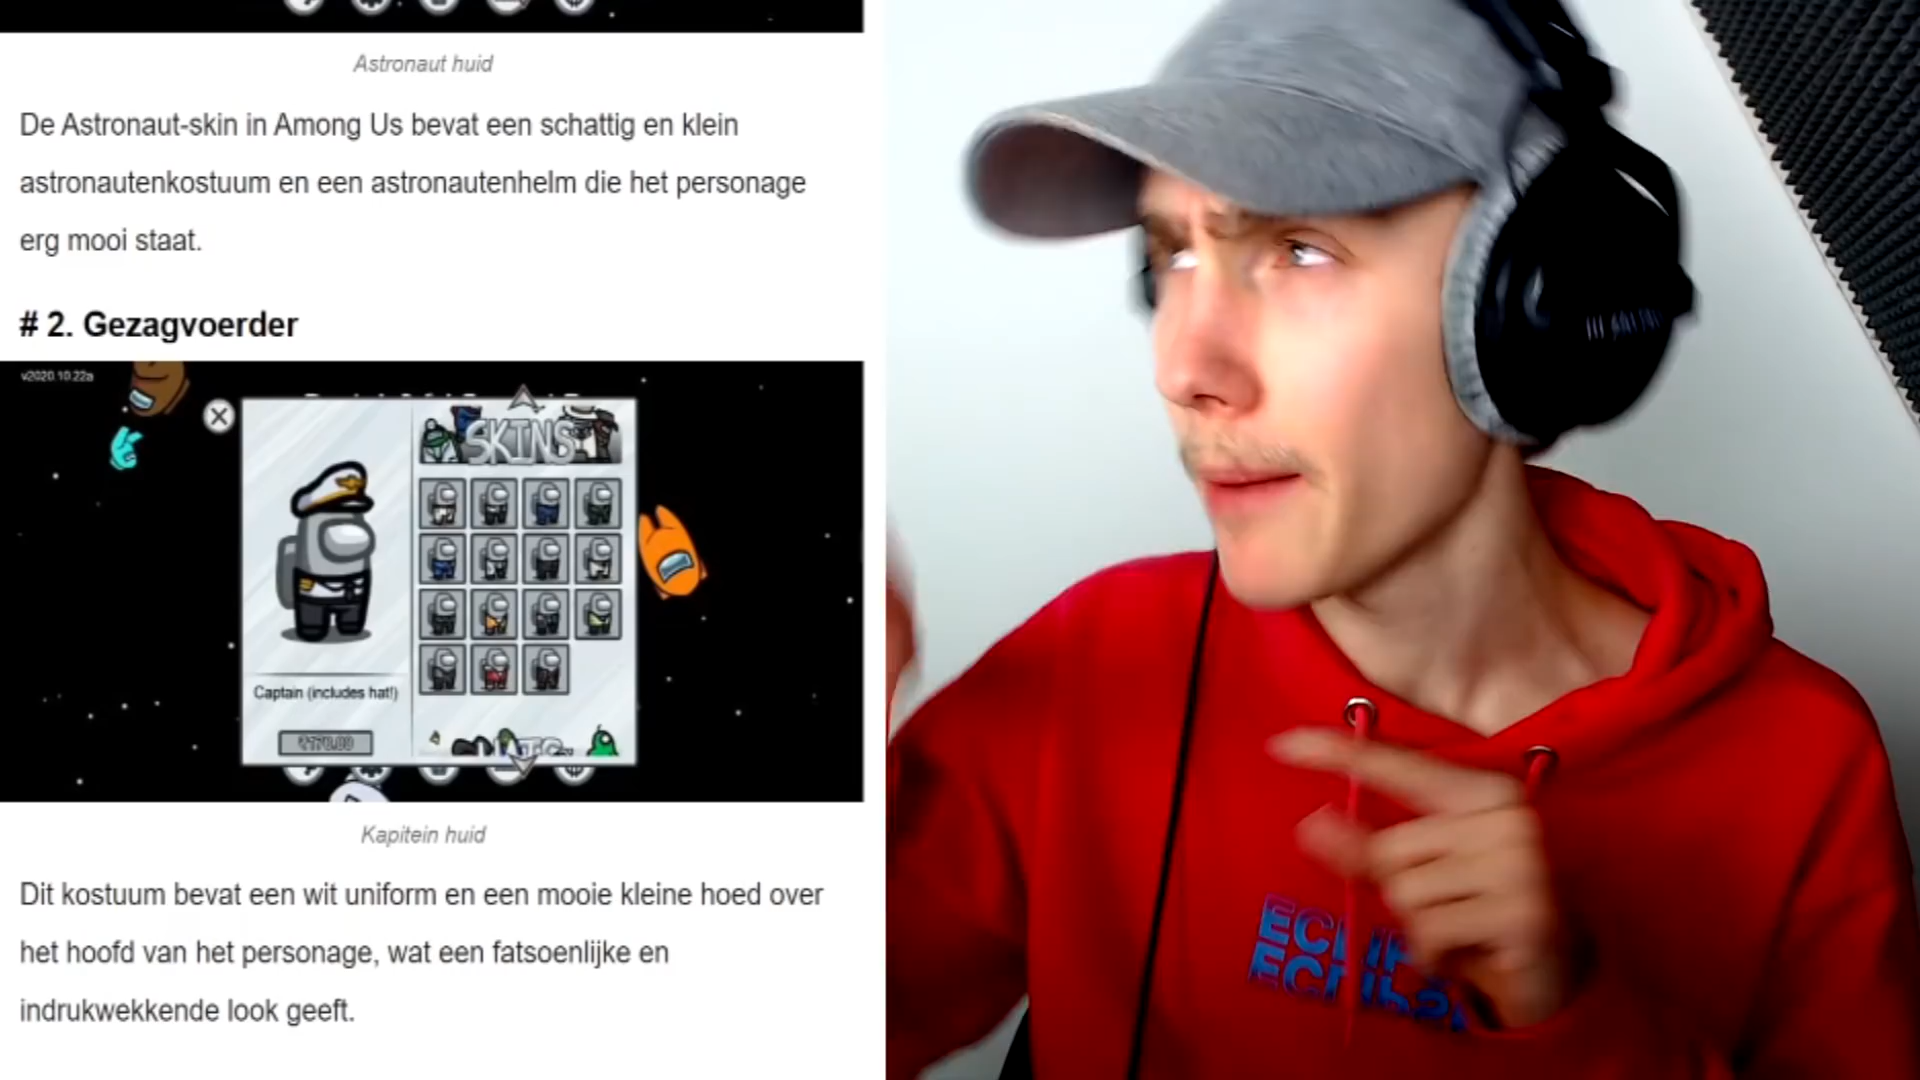 Astronaut huid
De Astronaut-skin in Among Us bevat een schattig en klein
astronautenkostuum en een astronautenhelm die het personage
erg mooi staat.
# 2. Gezagvoerder
v2020.10.22a
SKINS
Captain (includes hat!)
Kapitein huid
Dit kostuum bevat een wit uniform en een mooie kleine hoed over
het hoofd van het personage, wat een fatsoenlijke en
indrukwekkende look geeft.